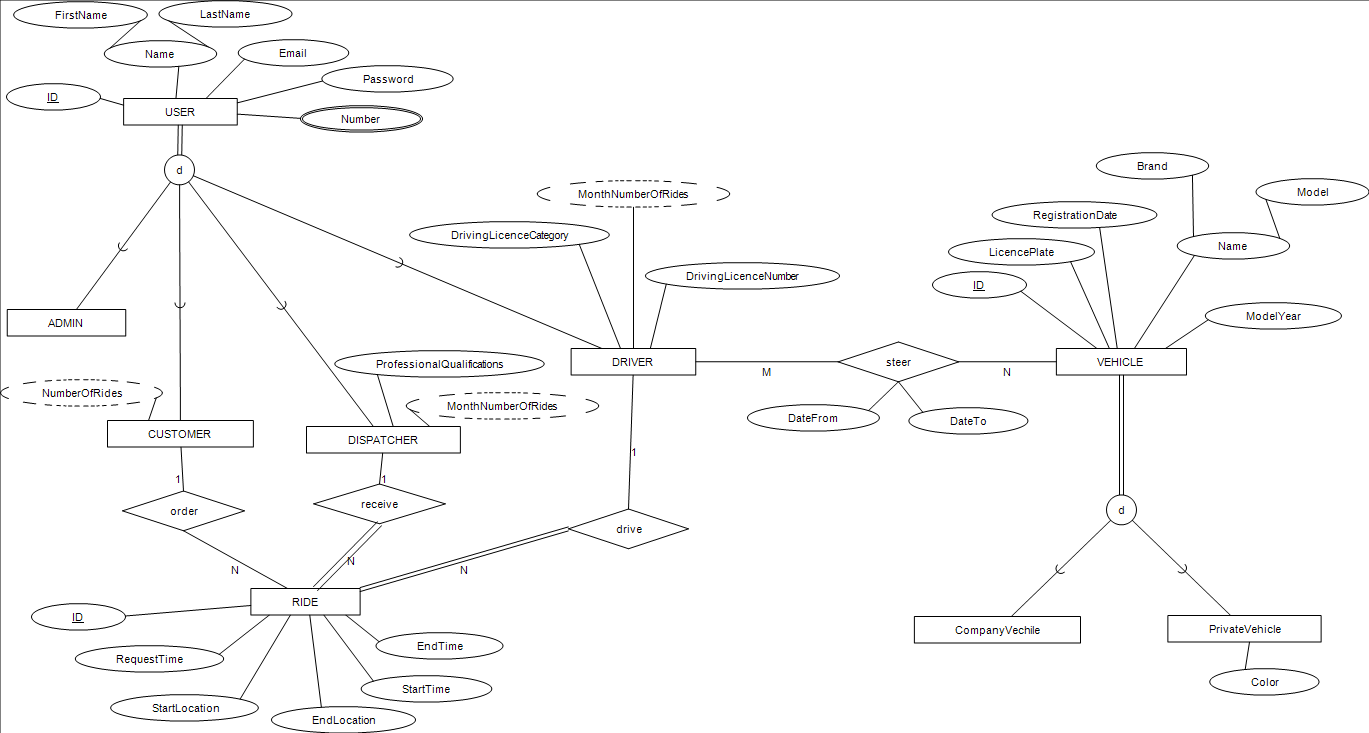 FirstName
LastName
Name
Email
Password
ID
USER
Number
d
Brand
Model
MonthNumberOfRides
RegistrationDate
DrivingLicenceCategory
Name
LicencePlate
DrivingLicenceNumber
ID
ModelYear
ADMIN
DRIVER
steer
VEHICLE
M
N
ProfessionalQualifications
NumberOfRides
MonthNumberOfRides
DateFrom
DateTo
CUSTOMER
DISPATCHER
1
1
1
order
receive
d
drive
N
N
N
RIDE
ID
CompanyVechile
PrivateVehicle
EndTime
RequestTime
StartTime
Color
StartLocation
EndLocation